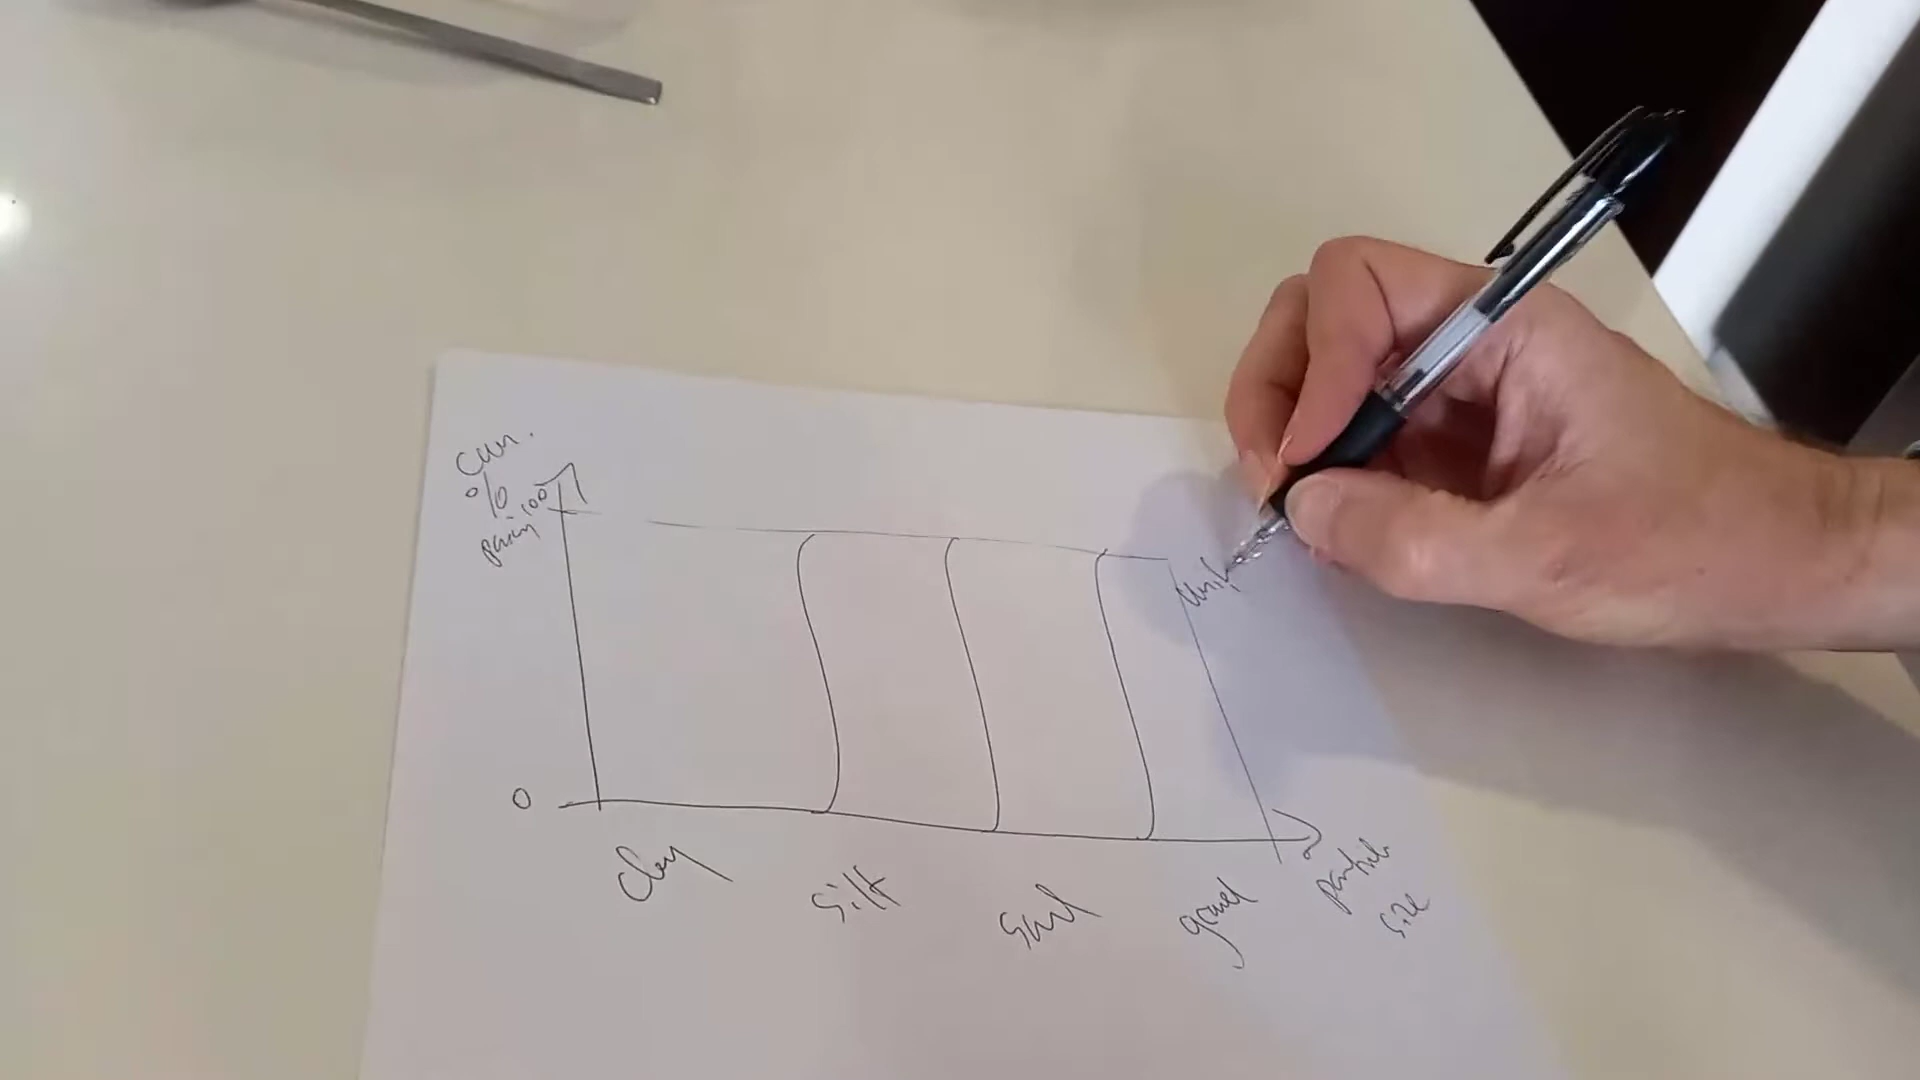 Cum.
%
passing 100
0
Clay
Silt
Sand
gravel
particle
size